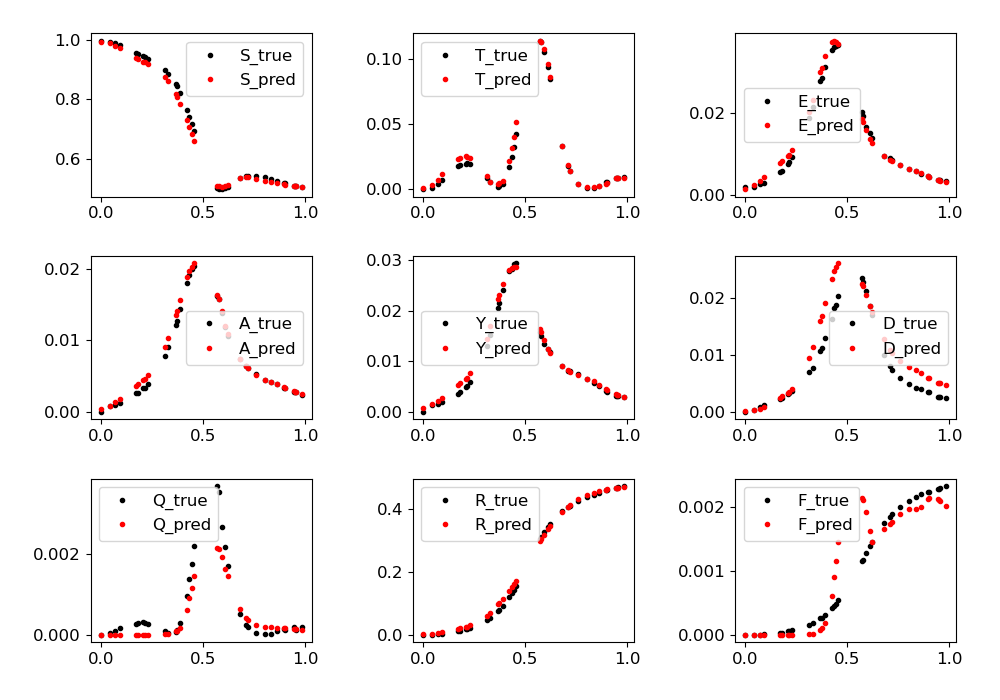 1.0
0.8
0.6
0.0
0.5
1.0
S_true
S_pred
0.10
0.05
0.00
0.0
0.5
1.0
T_true
T_pred
0.02
0.00
0.0
0.5
1.0
E_true
E_pred
0.02
0.01
0.00
0.0
0.5
1.0
A_true
A_pred
0.03
0.02
0.01
0.00
0.0
0.5
1.0
Y_true
Y_pred
0.02
0.01
0.00
0.0
0.5
1.0
D_true
D_pred
0.002
0.000
0.0
0.5
1.0
Q_true
Q_pred
0.4
0.2
0.0
0.0
0.5
1.0
R_true
R_pred
0.002
0.001
0.000
0.0
0.5
1.0
F_true
F_pred